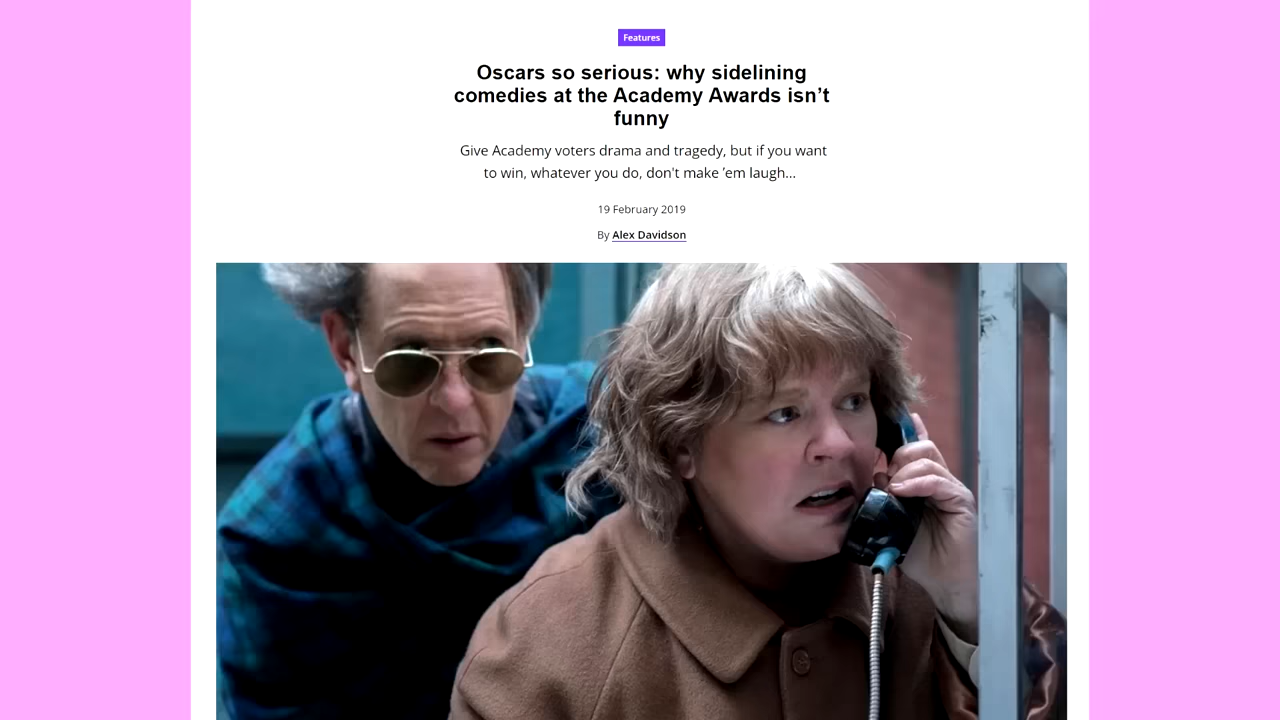 Features
Oscars so serious: why sidelining
comedies at the Academy Awards isn’t
funny
Give Academy voters drama and tragedy, but if you want
to win, whatever you do, don't make ’em laugh...
19 February 2019
By Alex Davidson